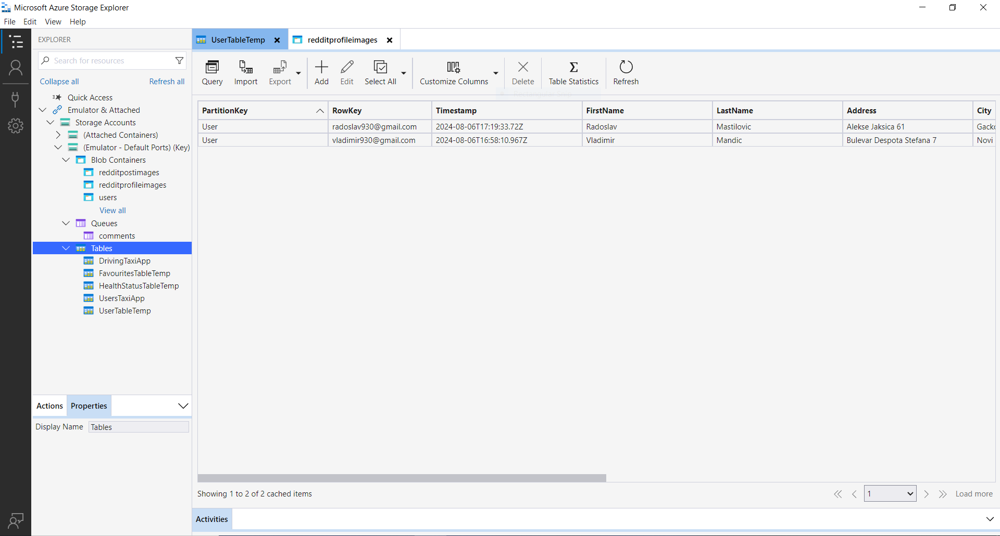 Microsoft Azure Storage Explorer
File Edit View Help
EXPLORER
Search for resources
Collapse all Refresh all
Quick Access
Emulator & Attached
Storage Accounts
(Attached Containers)
(Emulator - Default Ports) (Key)
Blob Containers
redditpostimages
redditprofileimages
users
View all
Queues
comments
Tables
DrivingTaxiApp
FavouritesTableTemp
HealthStatusTableTemp
UsersTaxiApp
UserTableTemp
Actions Properties
Display Name Tables
UserTableTemp redditprofileimages
Query Import Export Add Edit Select All Customize Columns Delete Table Statistics Refresh
Rectangular Snip
PartitionKey RowKey Timestamp FirstName LastName Address City
User radoslav930@gmail.com 2024-08-06T17:19:33.72Z Radoslav Mastilovic Alekse Jaksica 61 Gack
User vladimir930@gmail.com 2024-08-06T16:58:10.967Z Vladimir Mandic Bulevar Despota Stefana 7 Novi
Showing 1 to 2 of 2 cached items
1 Load more
Activities